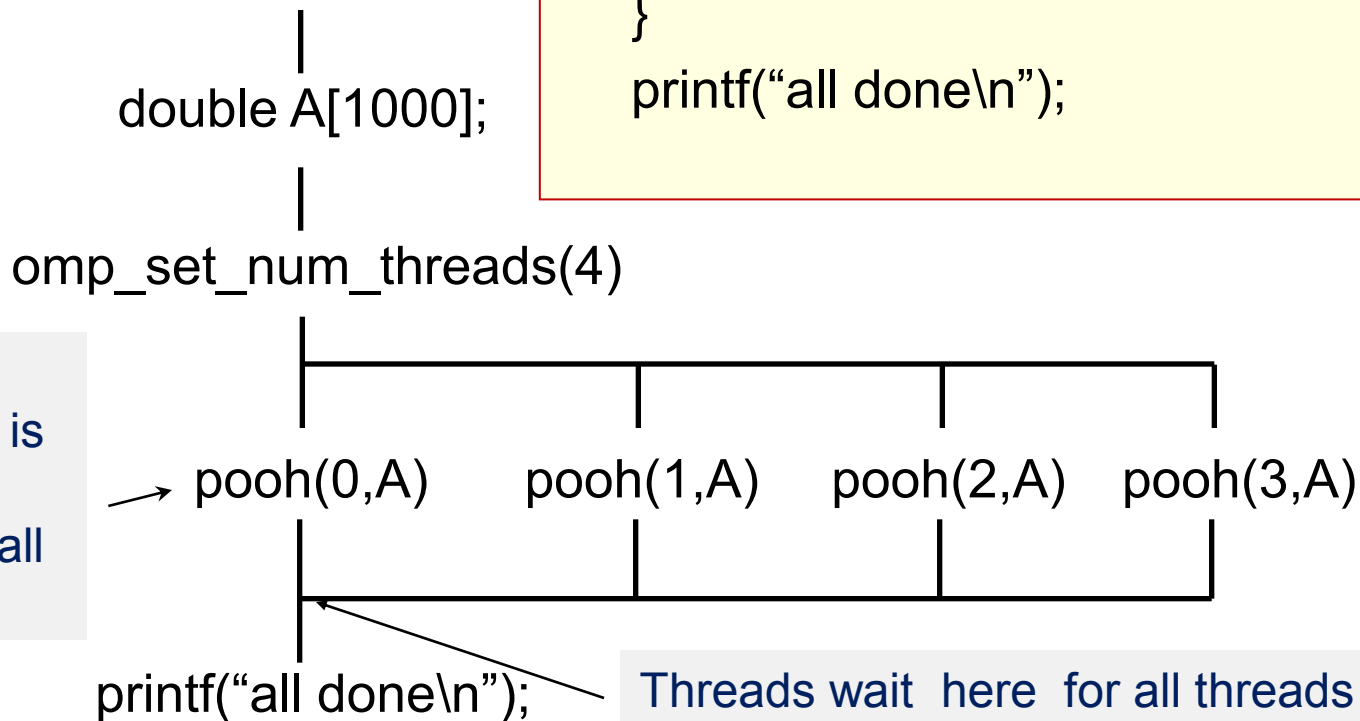 }
printf(“all done\n”);
double A[1000];
omp_set_num_threads(4)
is
all
pooh(0,A) pooh(1,A) pooh(2,A) pooh(3,A)
printf(“all done\n”);
Threads wait here for all threads